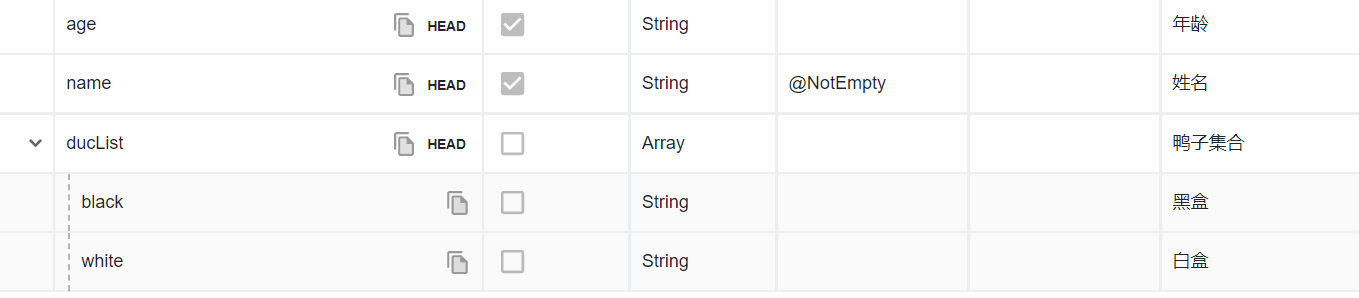 age HEAD String 年龄
name HEAD String @NotEmpty 姓名
ducList HEAD Array 鸭子集合
black String 黑盒
white String 白盒